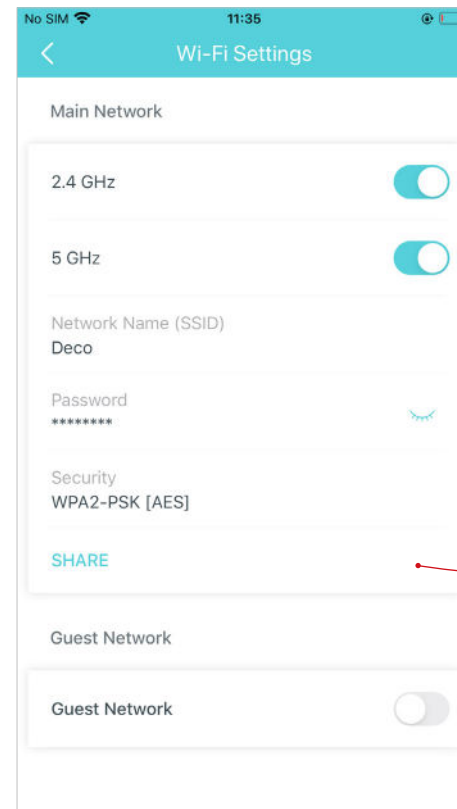 No SIM 11:35
Wi-Fi Settings
Main Network
2.4 GHz
5 GHz
Network Name (SSID)
Deco
Password
********
Security
WPA2-PSK [AES]
SHARE
Guest Network
Guest Network